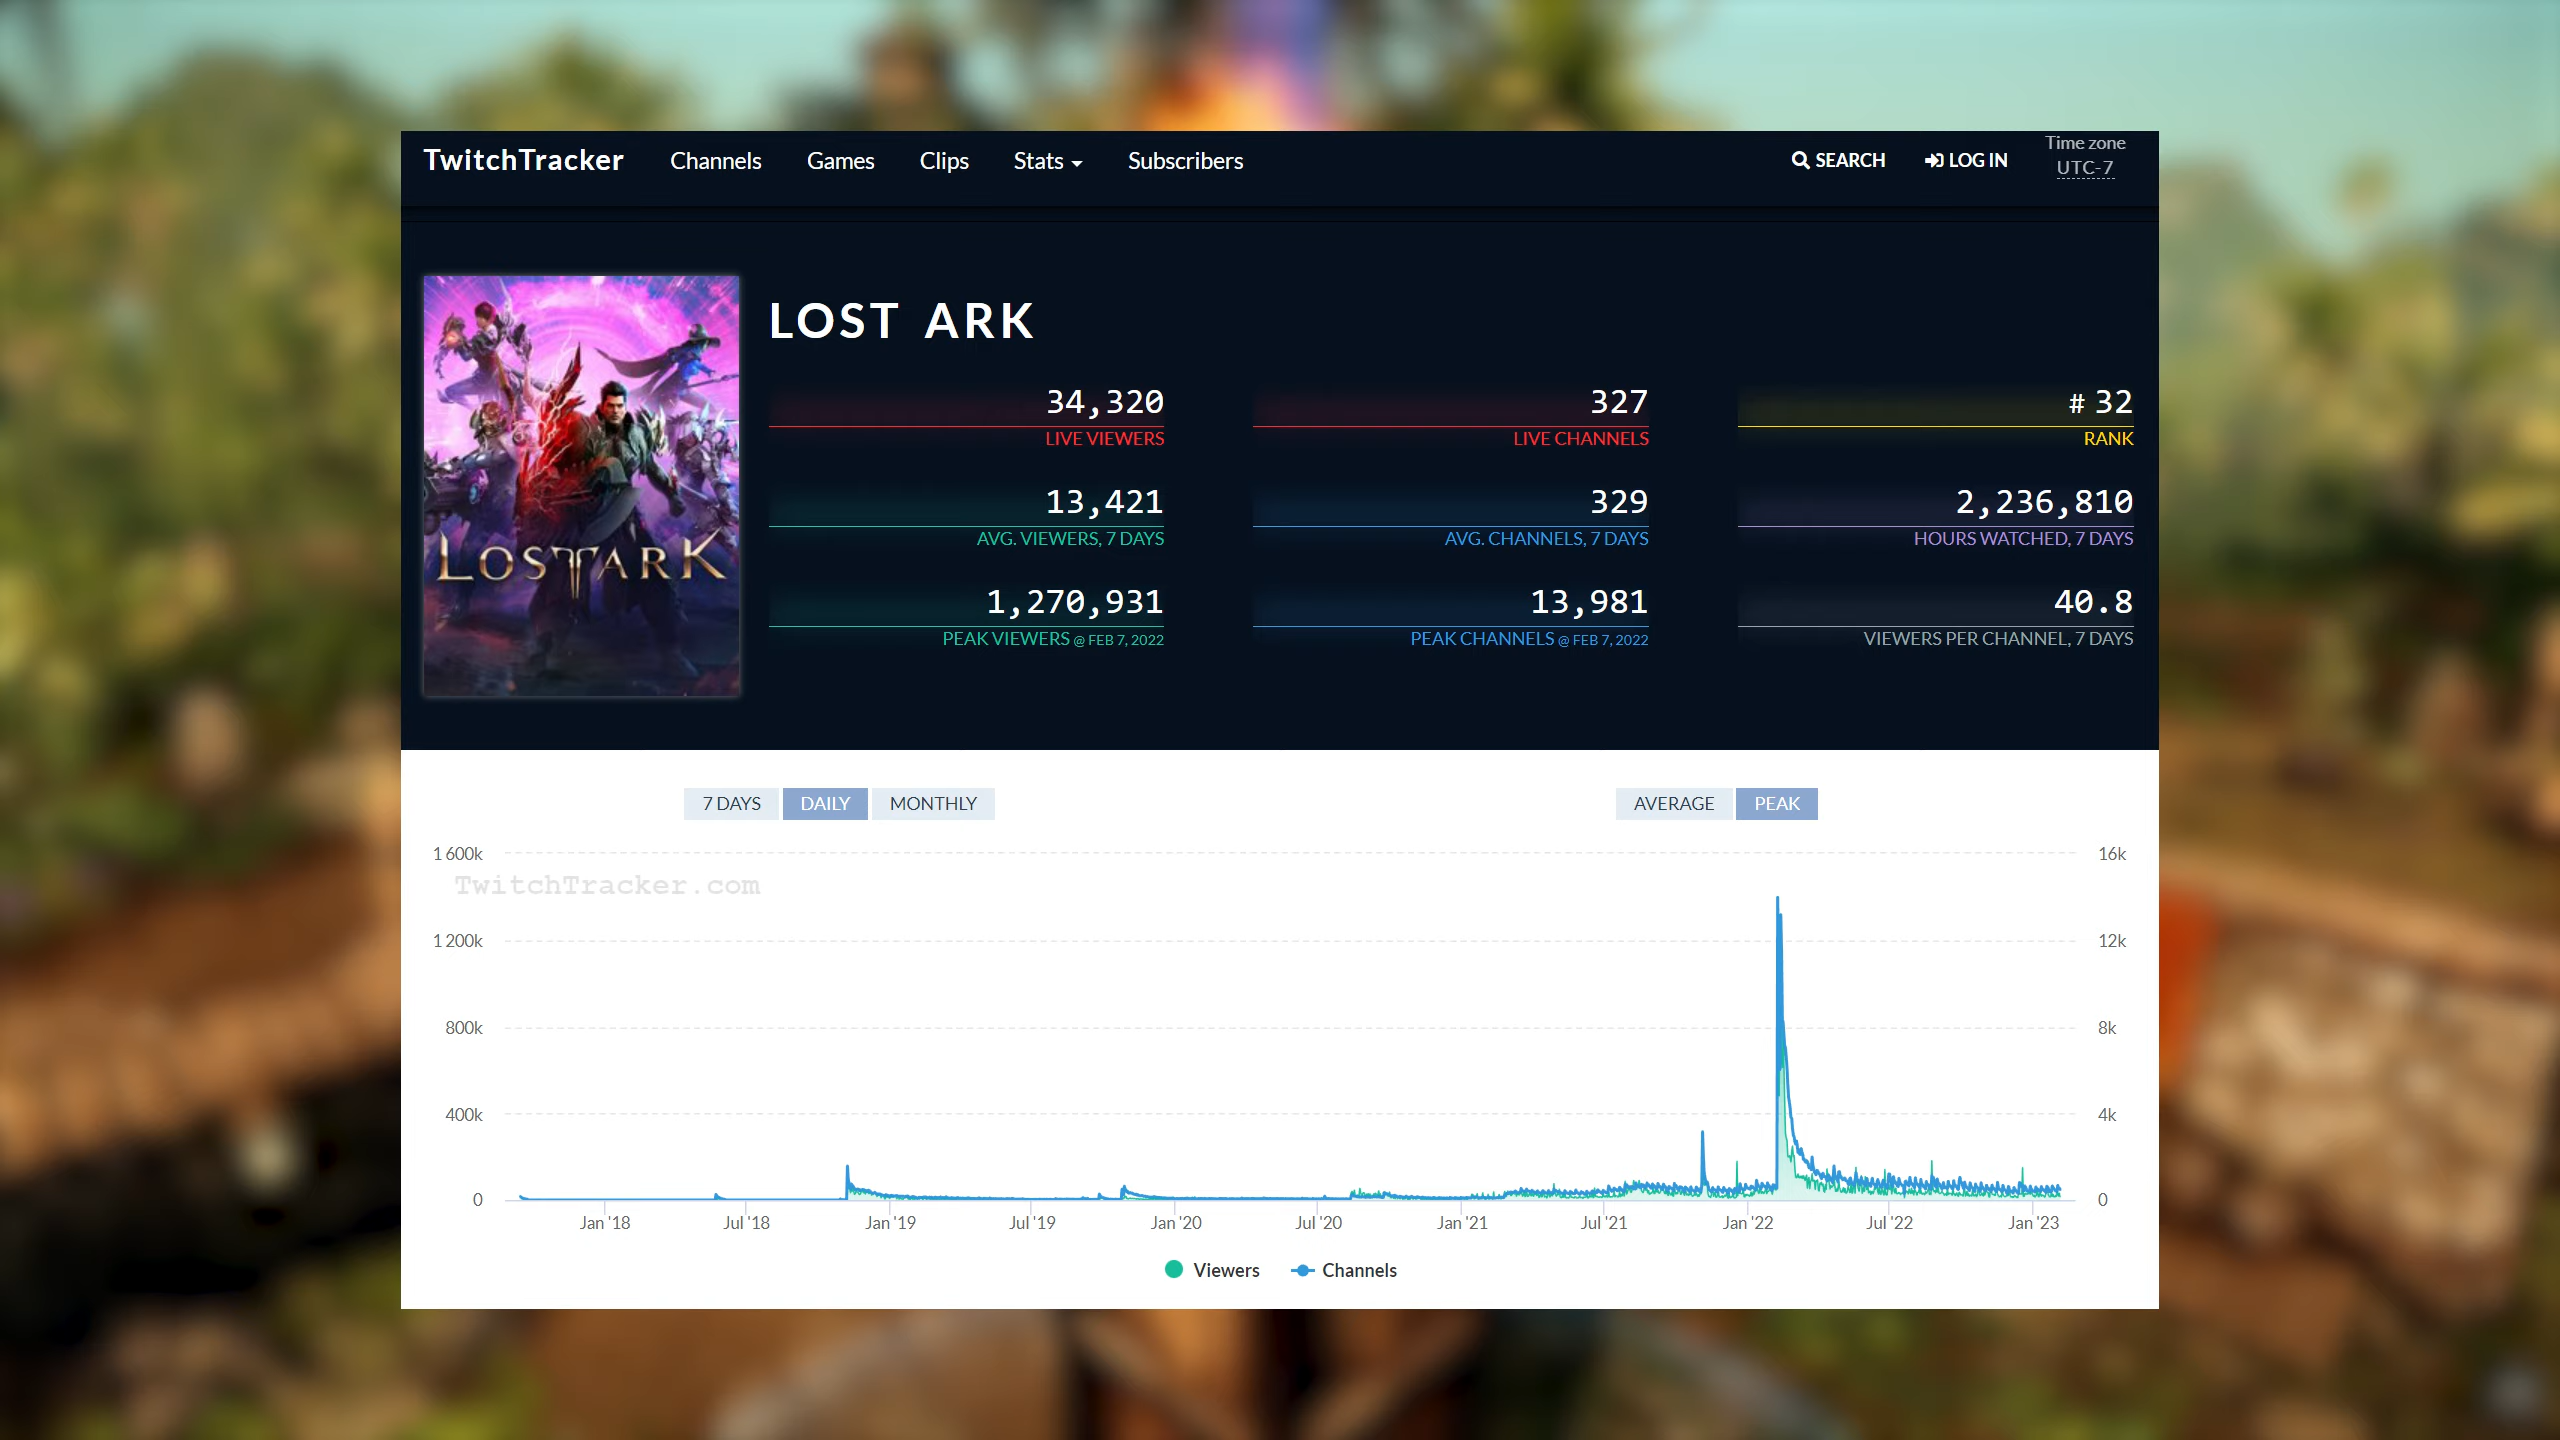 TwitchTracker Channels Games Clips Stats Subscribers SEARCH LOG IN Time zone
UTC-7
LOST ARK
LOST ARK
34,320 327 # 32
LIVE VIEWERS LIVE CHANNELS RANK
13,421 329 2,236,810
AVG. VIEWERS, 7 DAYS AVG. CHANNELS, 7 DAYS HOURS WATCHED, 7 DAYS
1,270,931 13,981 40.8
PEAK VIEWERS @ FEB 7, 2022 PEAK CHANNELS @ FEB 7, 2022 VIEWERS PER CHANNEL, 7 DAYS
7 DAYS DAILY MONTHLY AVERAGE PEAK
1 600k 16k
TwitchTracker.com
1 200k 12k
800k 8k
400k 4k
0 0
Jan '18 Jul '18 Jan '19 Jul '19 Jan '20 Jul '20 Jan '21 Jul '21 Jan '22 Jul '22 Jan '23
Viewers Channels